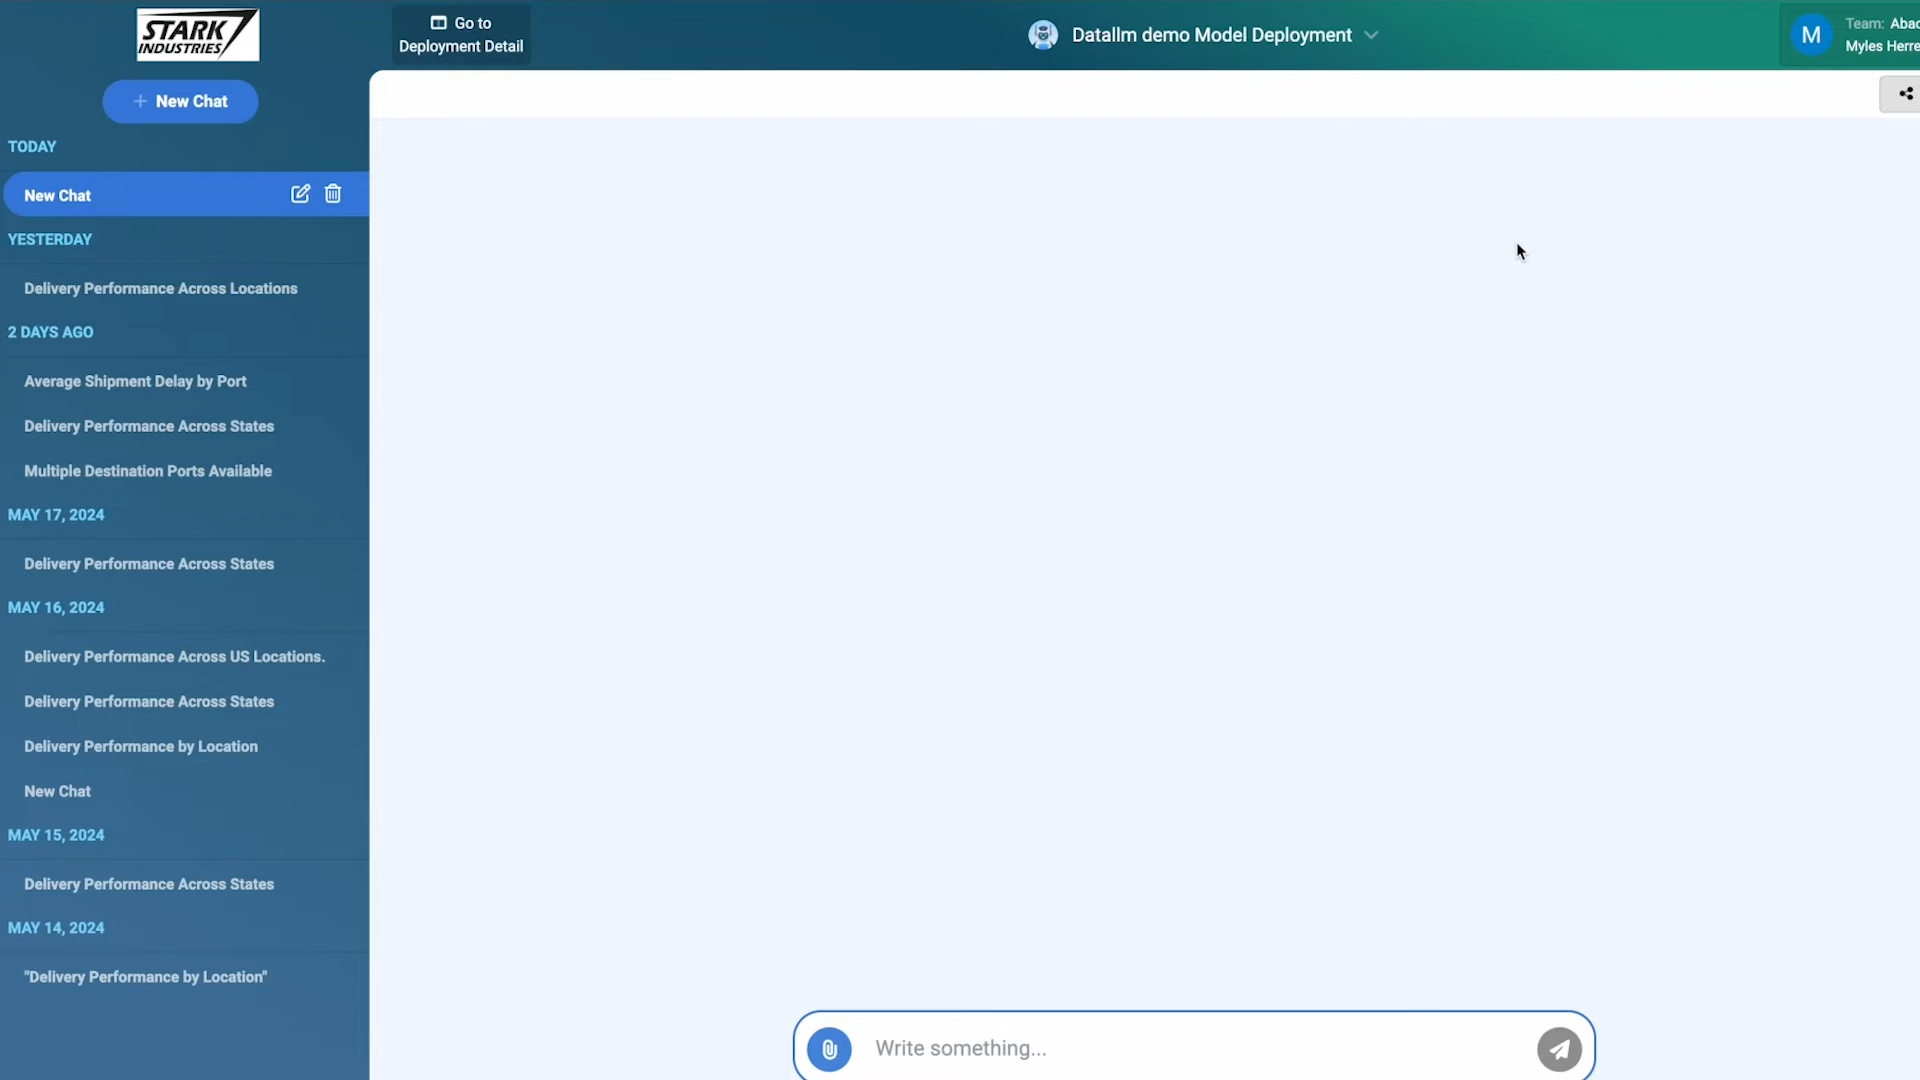 STARK
INDUSTRIES
Go to
Deployment Detail
Datallm demo Model Deployment
M
Team:
Myles
New Chat
TODAY
New Chat
YESTERDAY
Delivery Performance Across Locations
2 DAYS AGO
Average Shipment Delay by Port
Delivery Performance Across States
Multiple Destination Ports Available
MAY 17, 2024
Delivery Performance Across States
MAY 16, 2024
Delivery Performance Across US Locations.
Delivery Performance Across States
Delivery Performance by Location
New Chat
MAY 15, 2024
Delivery Performance Across States
MAY 14, 2024
"Delivery Performance by Location"
Write something...